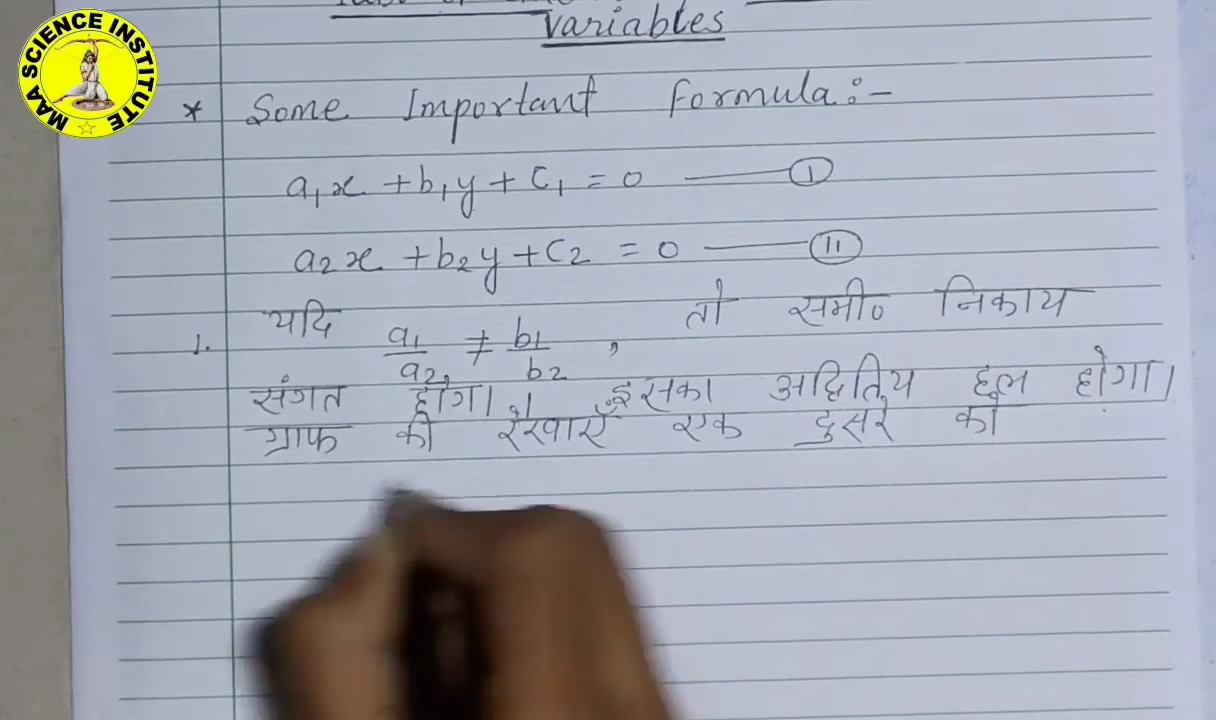 MAA SCIENCE INSTITUTE
variables
* Some Important Formula:-
a₁x + b₁y + c₁ = 0 —— I
a₂x + b₂y + c₂ = 0 —— II
1. यदि a₁/a₂ ≠ b₁/b₂ , तो समी० निकाय
संगत होगा। इसका अद्वितिय हल होगा।
ग्राफ की रेखाएँ एक दुसरे को